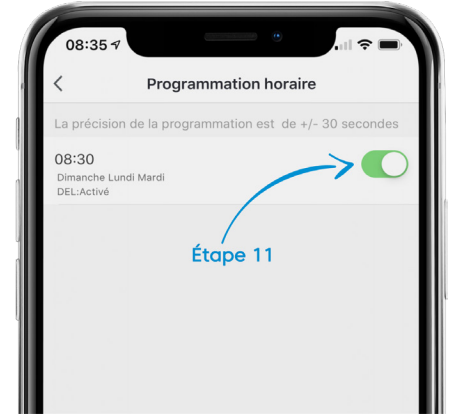 08:35
Programmation horaire
La précision de la programmation est de +/- 30 secondes
08:30
Dimanche Lundi Mardi
DEL:Activé
Étape 11